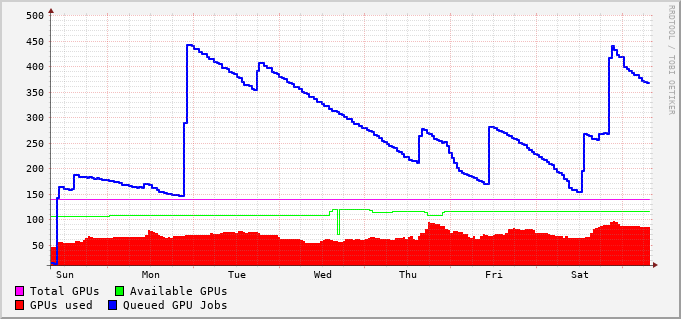 500
450
400
350
300
250
200
150
100
50
Sun Mon Tue Wed Thu Fri Sat
Total GPUs Available GPUs
GPUs used Queued GPU Jobs
RRDTOOL / TOBI OETIKER